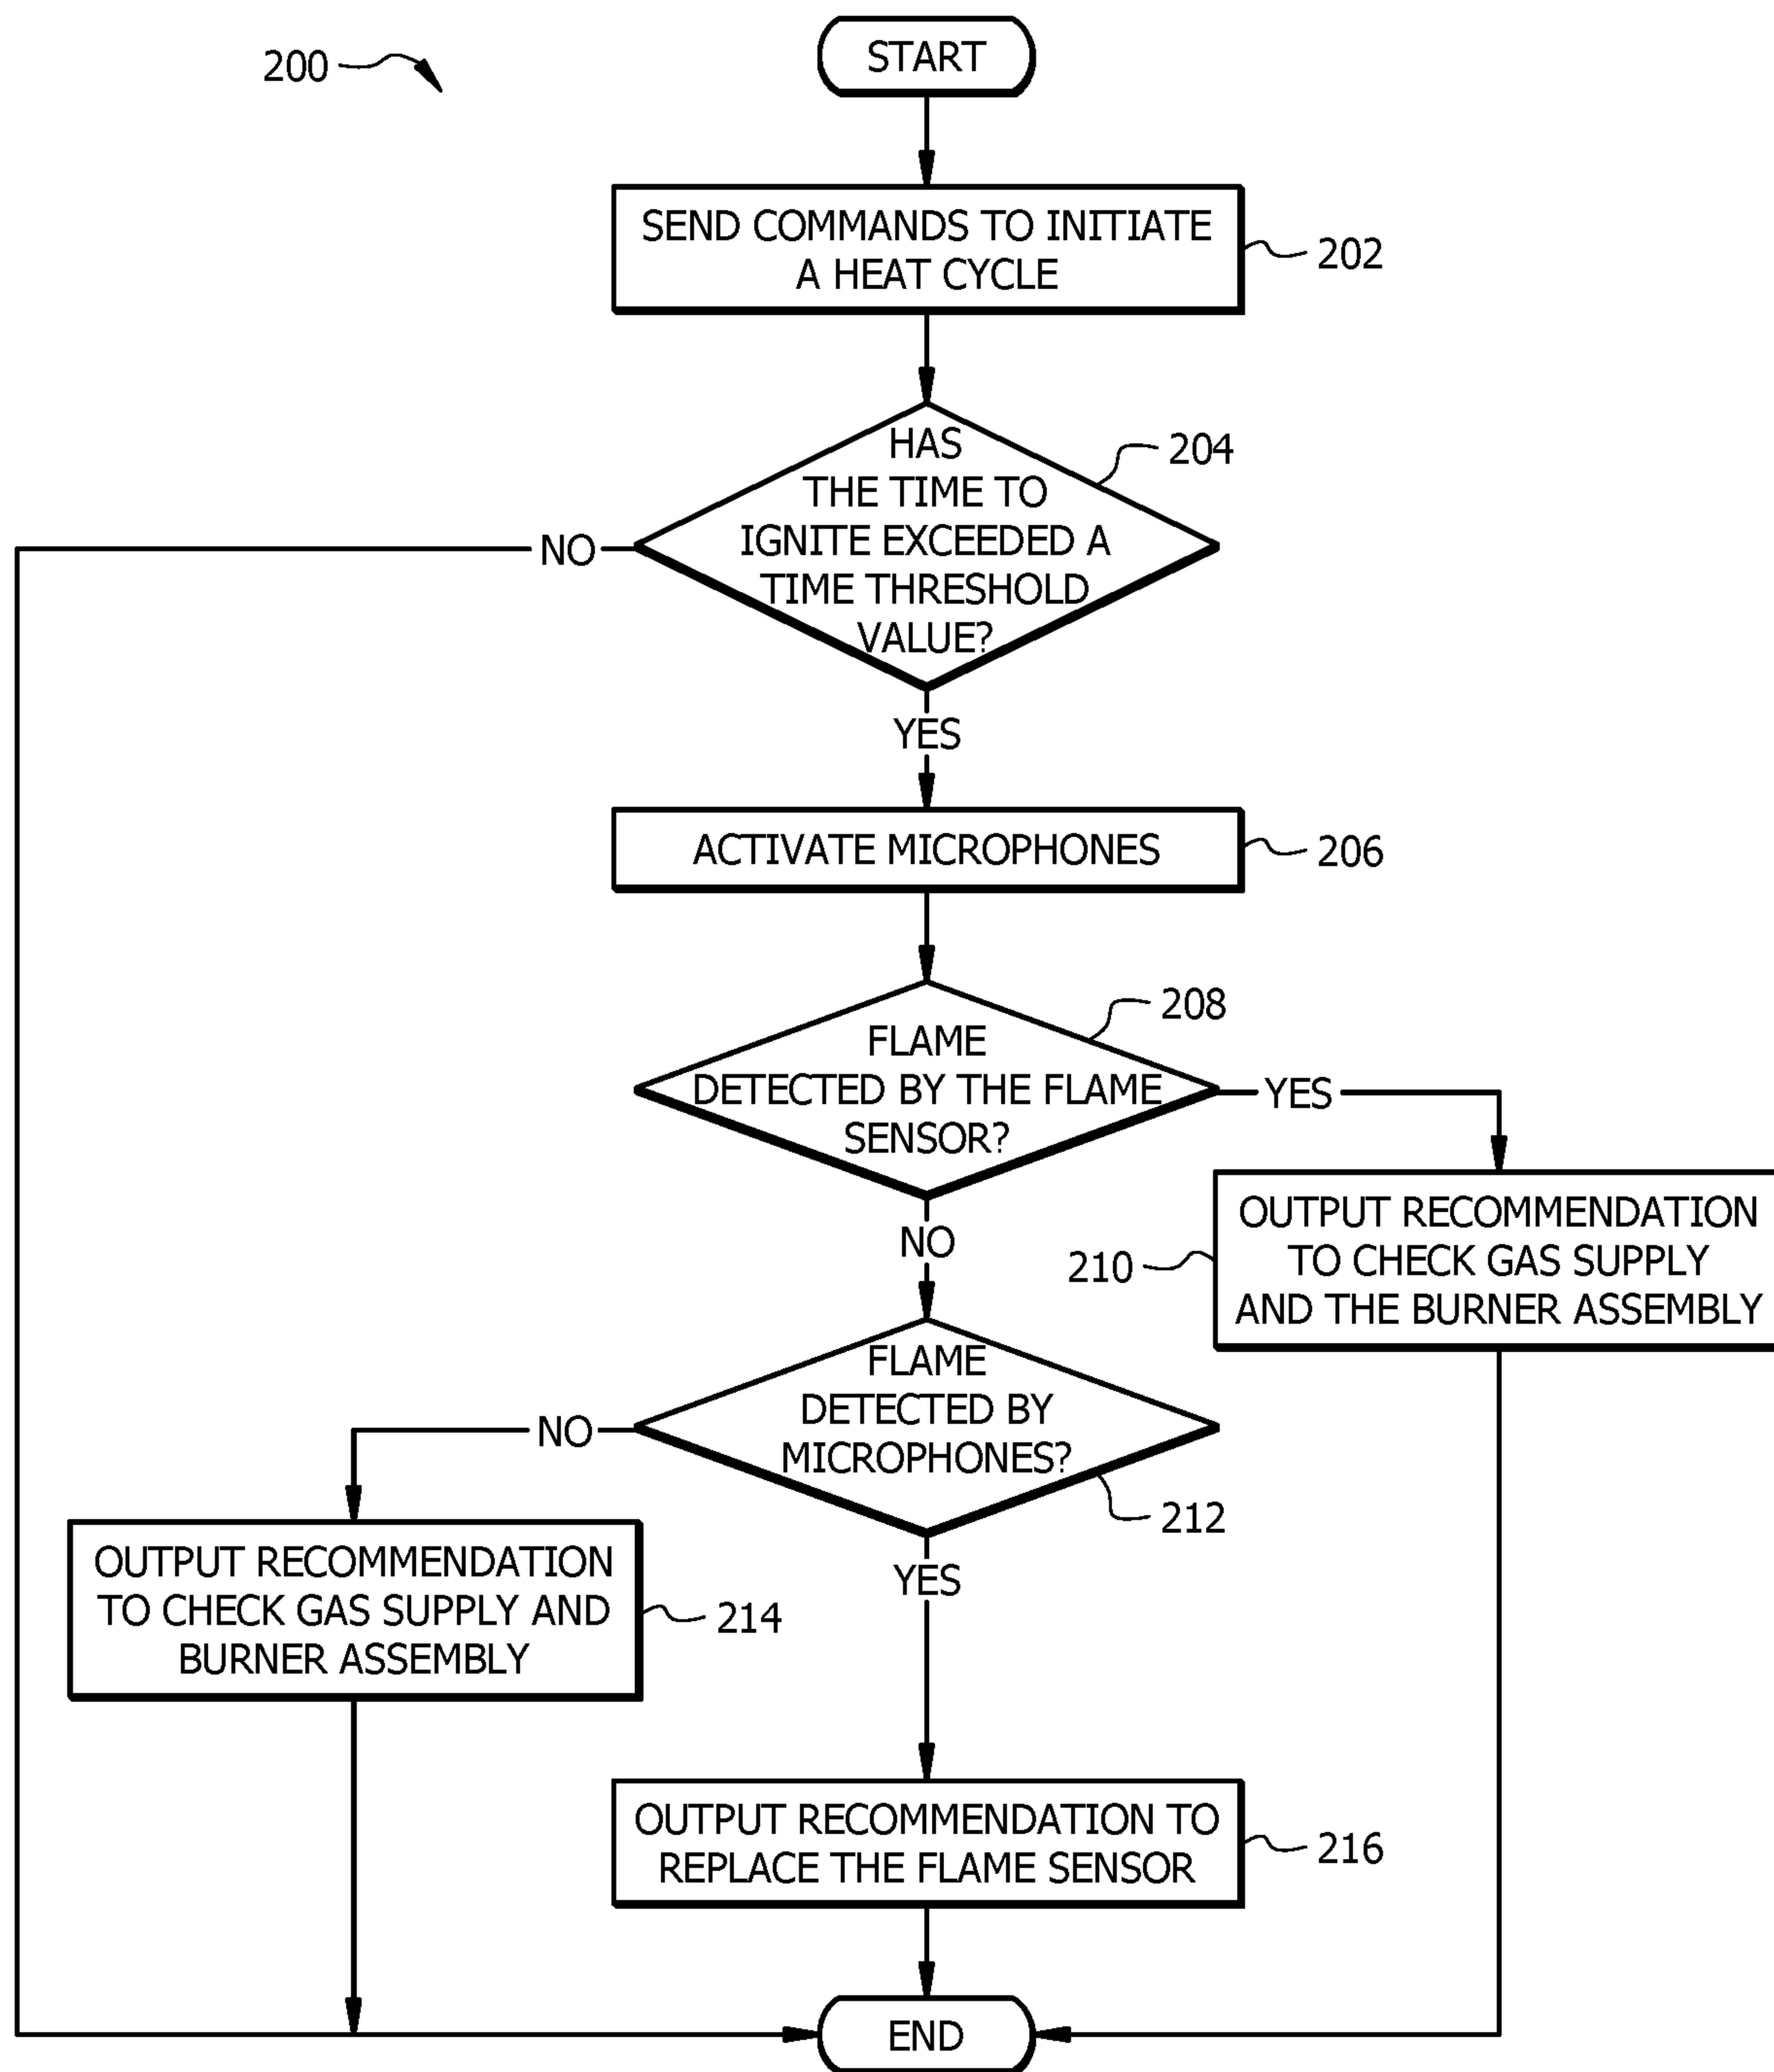 200
START
SEND COMMANDS TO INITIATE
A HEAT CYCLE
202
HAS
THE TIME TO
IGNITE EXCEEDED A
TIME THRESHOLD
VALUE?
204
NO
YES
ACTIVATE MICROPHONES
206
FLAME
DETECTED BY THE FLAME
SENSOR?
208
YES
NO
OUTPUT RECOMMENDATION
TO CHECK GAS SUPPLY
AND THE BURNER ASSEMBLY
210
FLAME
DETECTED BY
MICROPHONES?
212
NO
YES
OUTPUT RECOMMENDATION
TO CHECK GAS SUPPLY AND
BURNER ASSEMBLY
214
OUTPUT RECOMMENDATION TO
REPLACE THE FLAME SENSOR
216
END